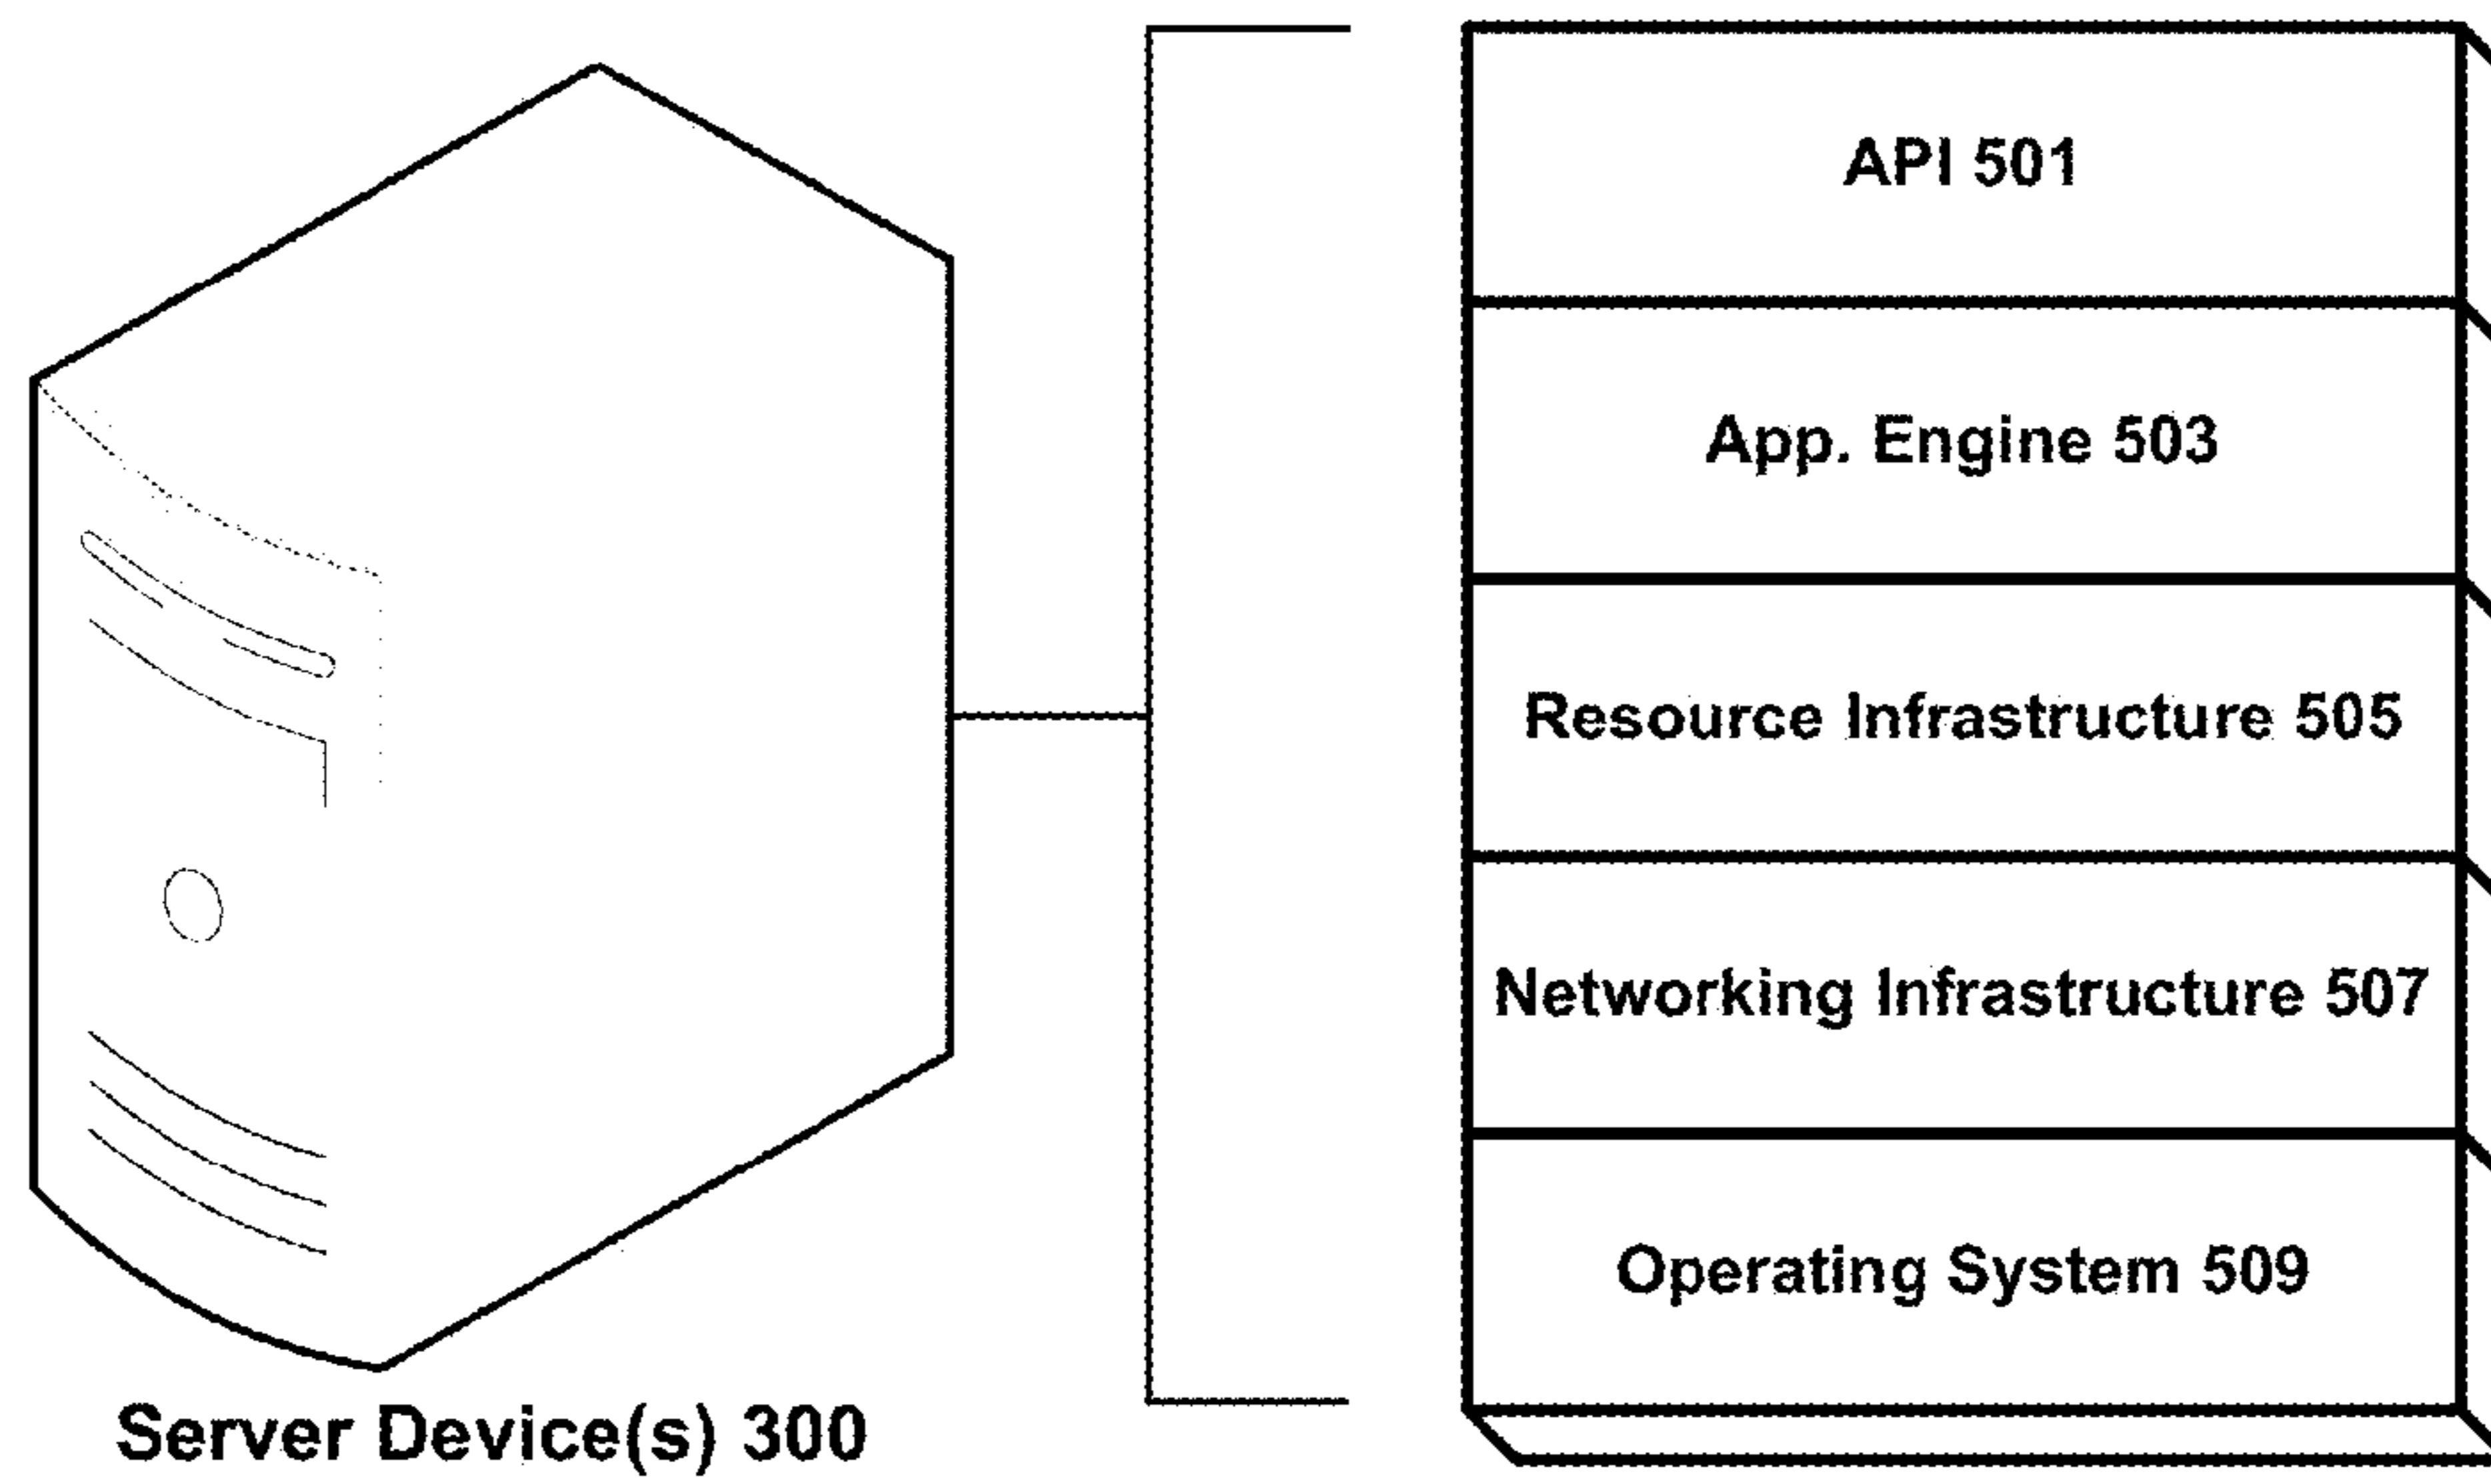 API 501
App. Engine 503
Resource Infrastructure 505
Networking Infrastructure 507
Operating System 509
Server Device(s) 300